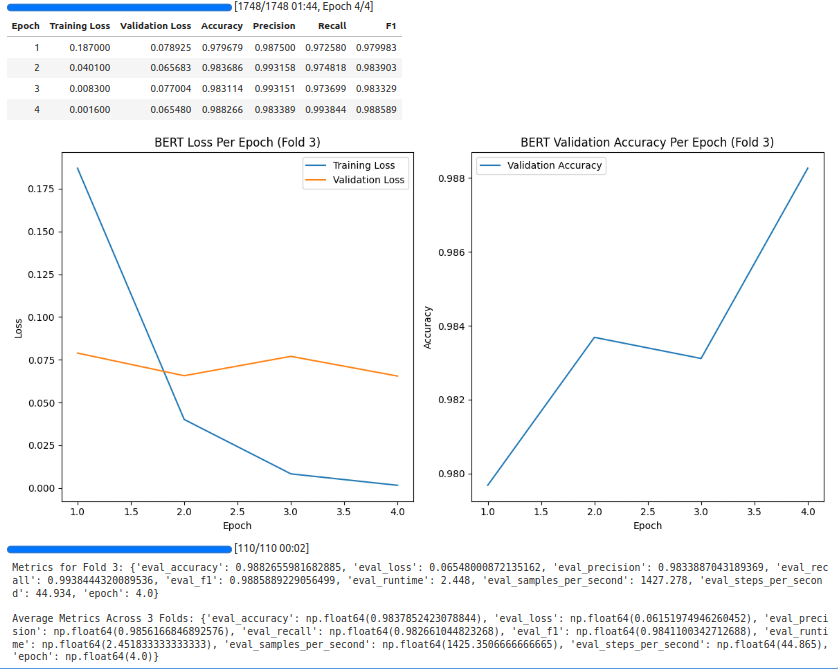 [1748/1748 01:44, Epoch 4/4]
Epoch Training Loss Validation Loss Accuracy Precision Recall F1
1 0.187000 0.078925 0.979679 0.987500 0.972580 0.979983
2 0.040100 0.065683 0.983686 0.993158 0.974818 0.983903
3 0.008300 0.077004 0.983114 0.993151 0.973699 0.983329
4 0.001600 0.065480 0.988266 0.983389 0.993844 0.988589
BERT Loss Per Epoch (Fold 3)
Training Loss
Validation Loss
0.175
0.150
0.125
0.100
0.075
0.050
0.025
0.000
Loss
1.0 1.5 2.0 2.5 3.0 3.5 4.0
Epoch
BERT Validation Accuracy Per Epoch (Fold 3)
Validation Accuracy
0.988
0.986
0.984
0.982
0.980
Accuracy
1.0 1.5 2.0 2.5 3.0 3.5 4.0
Epoch
[110/110 00:02]
Metrics for Fold 3: {'eval_accuracy': 0.9882655981682885, 'eval_loss': 0.06548000872135162, 'eval_precision': 0.9833887043189369, 'eval_rec
all': 0.9938444320089536, 'eval_f1': 0.9885889229056499, 'eval_runtime': 2.448, 'eval_samples_per_second': 1427.278, 'eval_steps_per_secon
d': 44.934, 'epoch': 4.0}
Average Metrics Across 3 Folds: {'eval_accuracy': np.float64(0.9837852423078844), 'eval_loss': np.float64(0.06151974946260452), 'eval_preci
sion': np.float64(0.9856166846892576), 'eval_recall': np.float64(0.982661044823268), 'eval_f1': np.float64(0.9841100342712688), 'eval_runti
me': np.float64(2.451833333333333), 'eval_samples_per_second': np.float64(1425.3506666666665), 'eval_steps_per_second': np.float64(44.865),
'epoch': np.float64(4.0)}